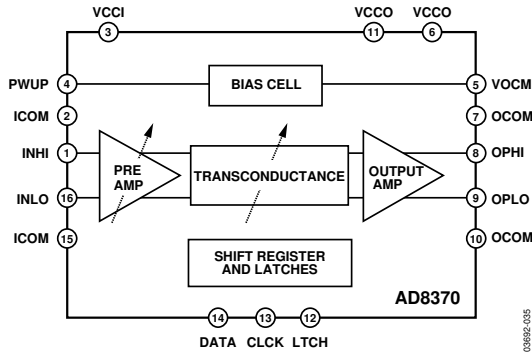 VCCI VCCO VCCO
3 11 6
PWUP 4 BIAS CELL 5 VOCM
ICOM 2 7 OCOM
INHI 1 PRE AMP TRANSCONDUCTANCE OUTPUT AMP 8 OPHI
INLO 16 9 OPLO
ICOM 15 10 OCOM
SHIFT REGISTER
AND LATCHES
AD8370
14 13 12
DATA CLCK LTCH
03692-035